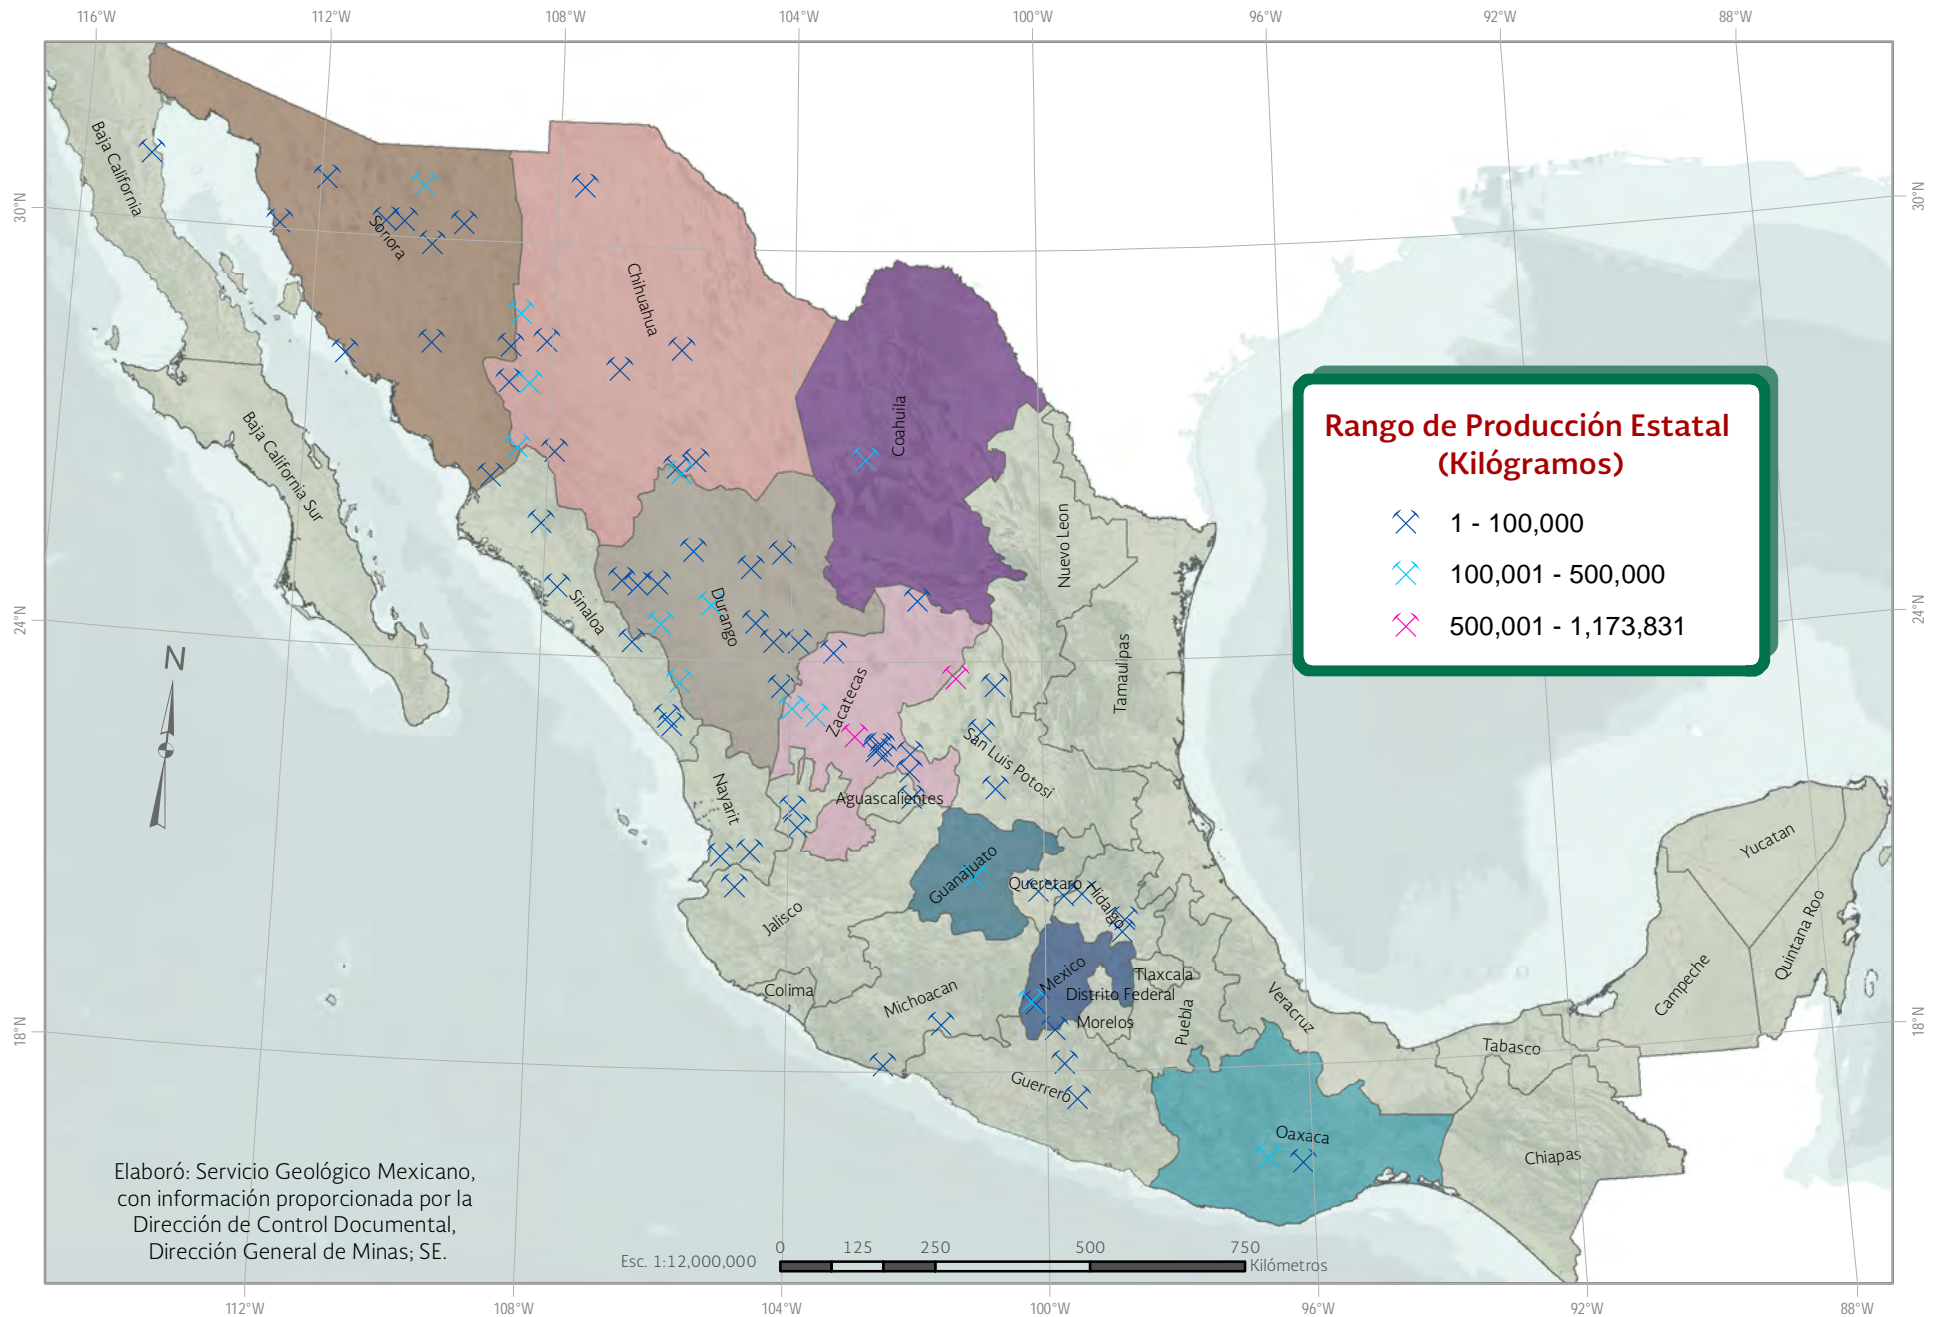 116°W
112°W
108°W
104°W
100°W
96°W
92°W
88°W
30°N
30°N
24°N
24°N
18°N
18°N
Baja California
Sonora
Chihuahua
Coahuila
Baja California Sur
Nuevo Leon
Sinaloa
Durango
Tamaulipas
Zacatecas
San Luis Potosi
Nayarit
Aguascalientes
Guanajuato
Queretaro
Hidalgo
Jalisco
Colima
Michoacan
Mexico
Distrito Federal
Tlaxcala
Morelos
Puebla
Veracruz
Guerrero
Oaxaca
Tabasco
Chiapas
Campeche
Yucatan
Quintana Roo
Rango de Producción Estatal
(Kilógramos)
1 - 100,000
100,001 - 500,000
500,001 - 1,173,831
N
Elaboró: Servicio Geológico Mexicano,
con información proporcionada por la
Dirección de Control Documental,
Dirección General de Minas; SE.
Esc. 1:12,000,000
0 125 250 500 750
Kilómetros
112°W
108°W
104°W
100°W
96°W
92°W
88°W